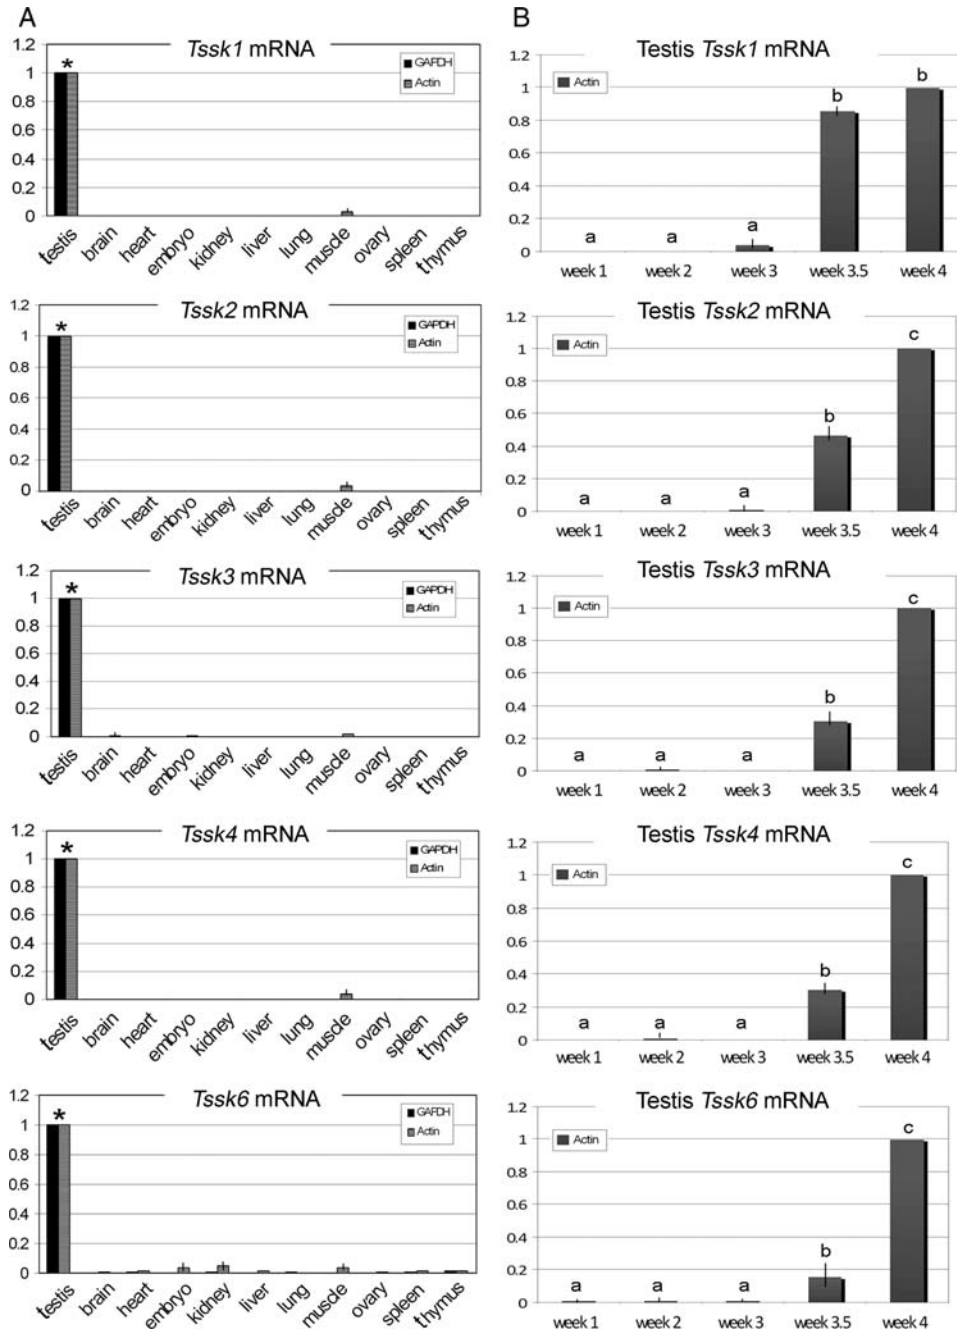 A
B
Tssk1 mRNA
GAPDH
Actin
1.2
1
0.8
0.6
0.4
0.2
0
*
testis brain heart embryo kidney liver lung muscle ovary spleen thymus
Testis Tssk1 mRNA
Actin
1.2
1
0.8
0.6
0.4
0.2
0
a a a b b
week 1 week 2 week 3 week 3.5 week 4
Tssk2 mRNA
GAPDH
Actin
1.2
1
0.8
0.6
0.4
0.2
0
*
testis brain heart embryo kidney liver lung muscle ovary spleen thymus
Testis Tssk2 mRNA
Actin
1.2
1
0.8
0.6
0.4
0.2
0
a a a b c
week 1 week 2 week 3 week 3.5 week 4
Tssk3 mRNA
GAPDH
Actin
1.2
1
0.8
0.6
0.4
0.2
0
*
testis brain heart embryo kidney liver lung muscle ovary spleen thymus
Testis Tssk3 mRNA
Actin
1.2
1
0.8
0.6
0.4
0.2
0
a a a b c
week 1 week 2 week 3 week 3.5 week 4
Tssk4 mRNA
GAPDH
Actin
1.2
1
0.8
0.6
0.4
0.2
0
*
testis brain heart embryo kidney liver lung muscle ovary spleen thymus
Testis Tssk4 mRNA
Actin
1.2
1
0.8
0.6
0.4
0.2
0
a a a b c
week 1 week 2 week 3 week 3.5 week 4
Tssk6 mRNA
GAPDH
Actin
1.2
1
0.8
0.6
0.4
0.2
0
*
testis brain heart embryo kidney liver lung muscle ovary spleen thymus
Testis Tssk6 mRNA
Actin
1.2
1
0.8
0.6
0.4
0.2
0
a a a b c
week 1 week 2 week 3 week 3.5 week 4